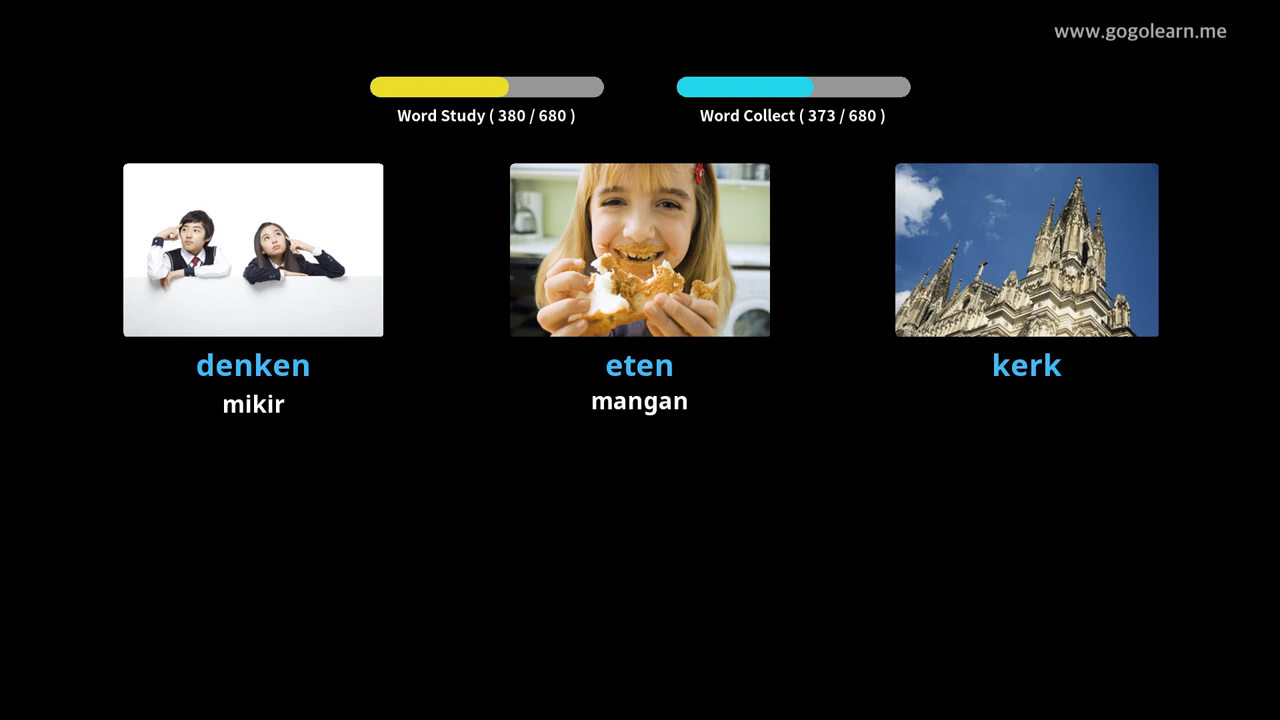 www.gogolearn.me
Word Study ( 380 / 680 )
Word Collect ( 373 / 680 )
denken
eten
kerk
mikir
mangan